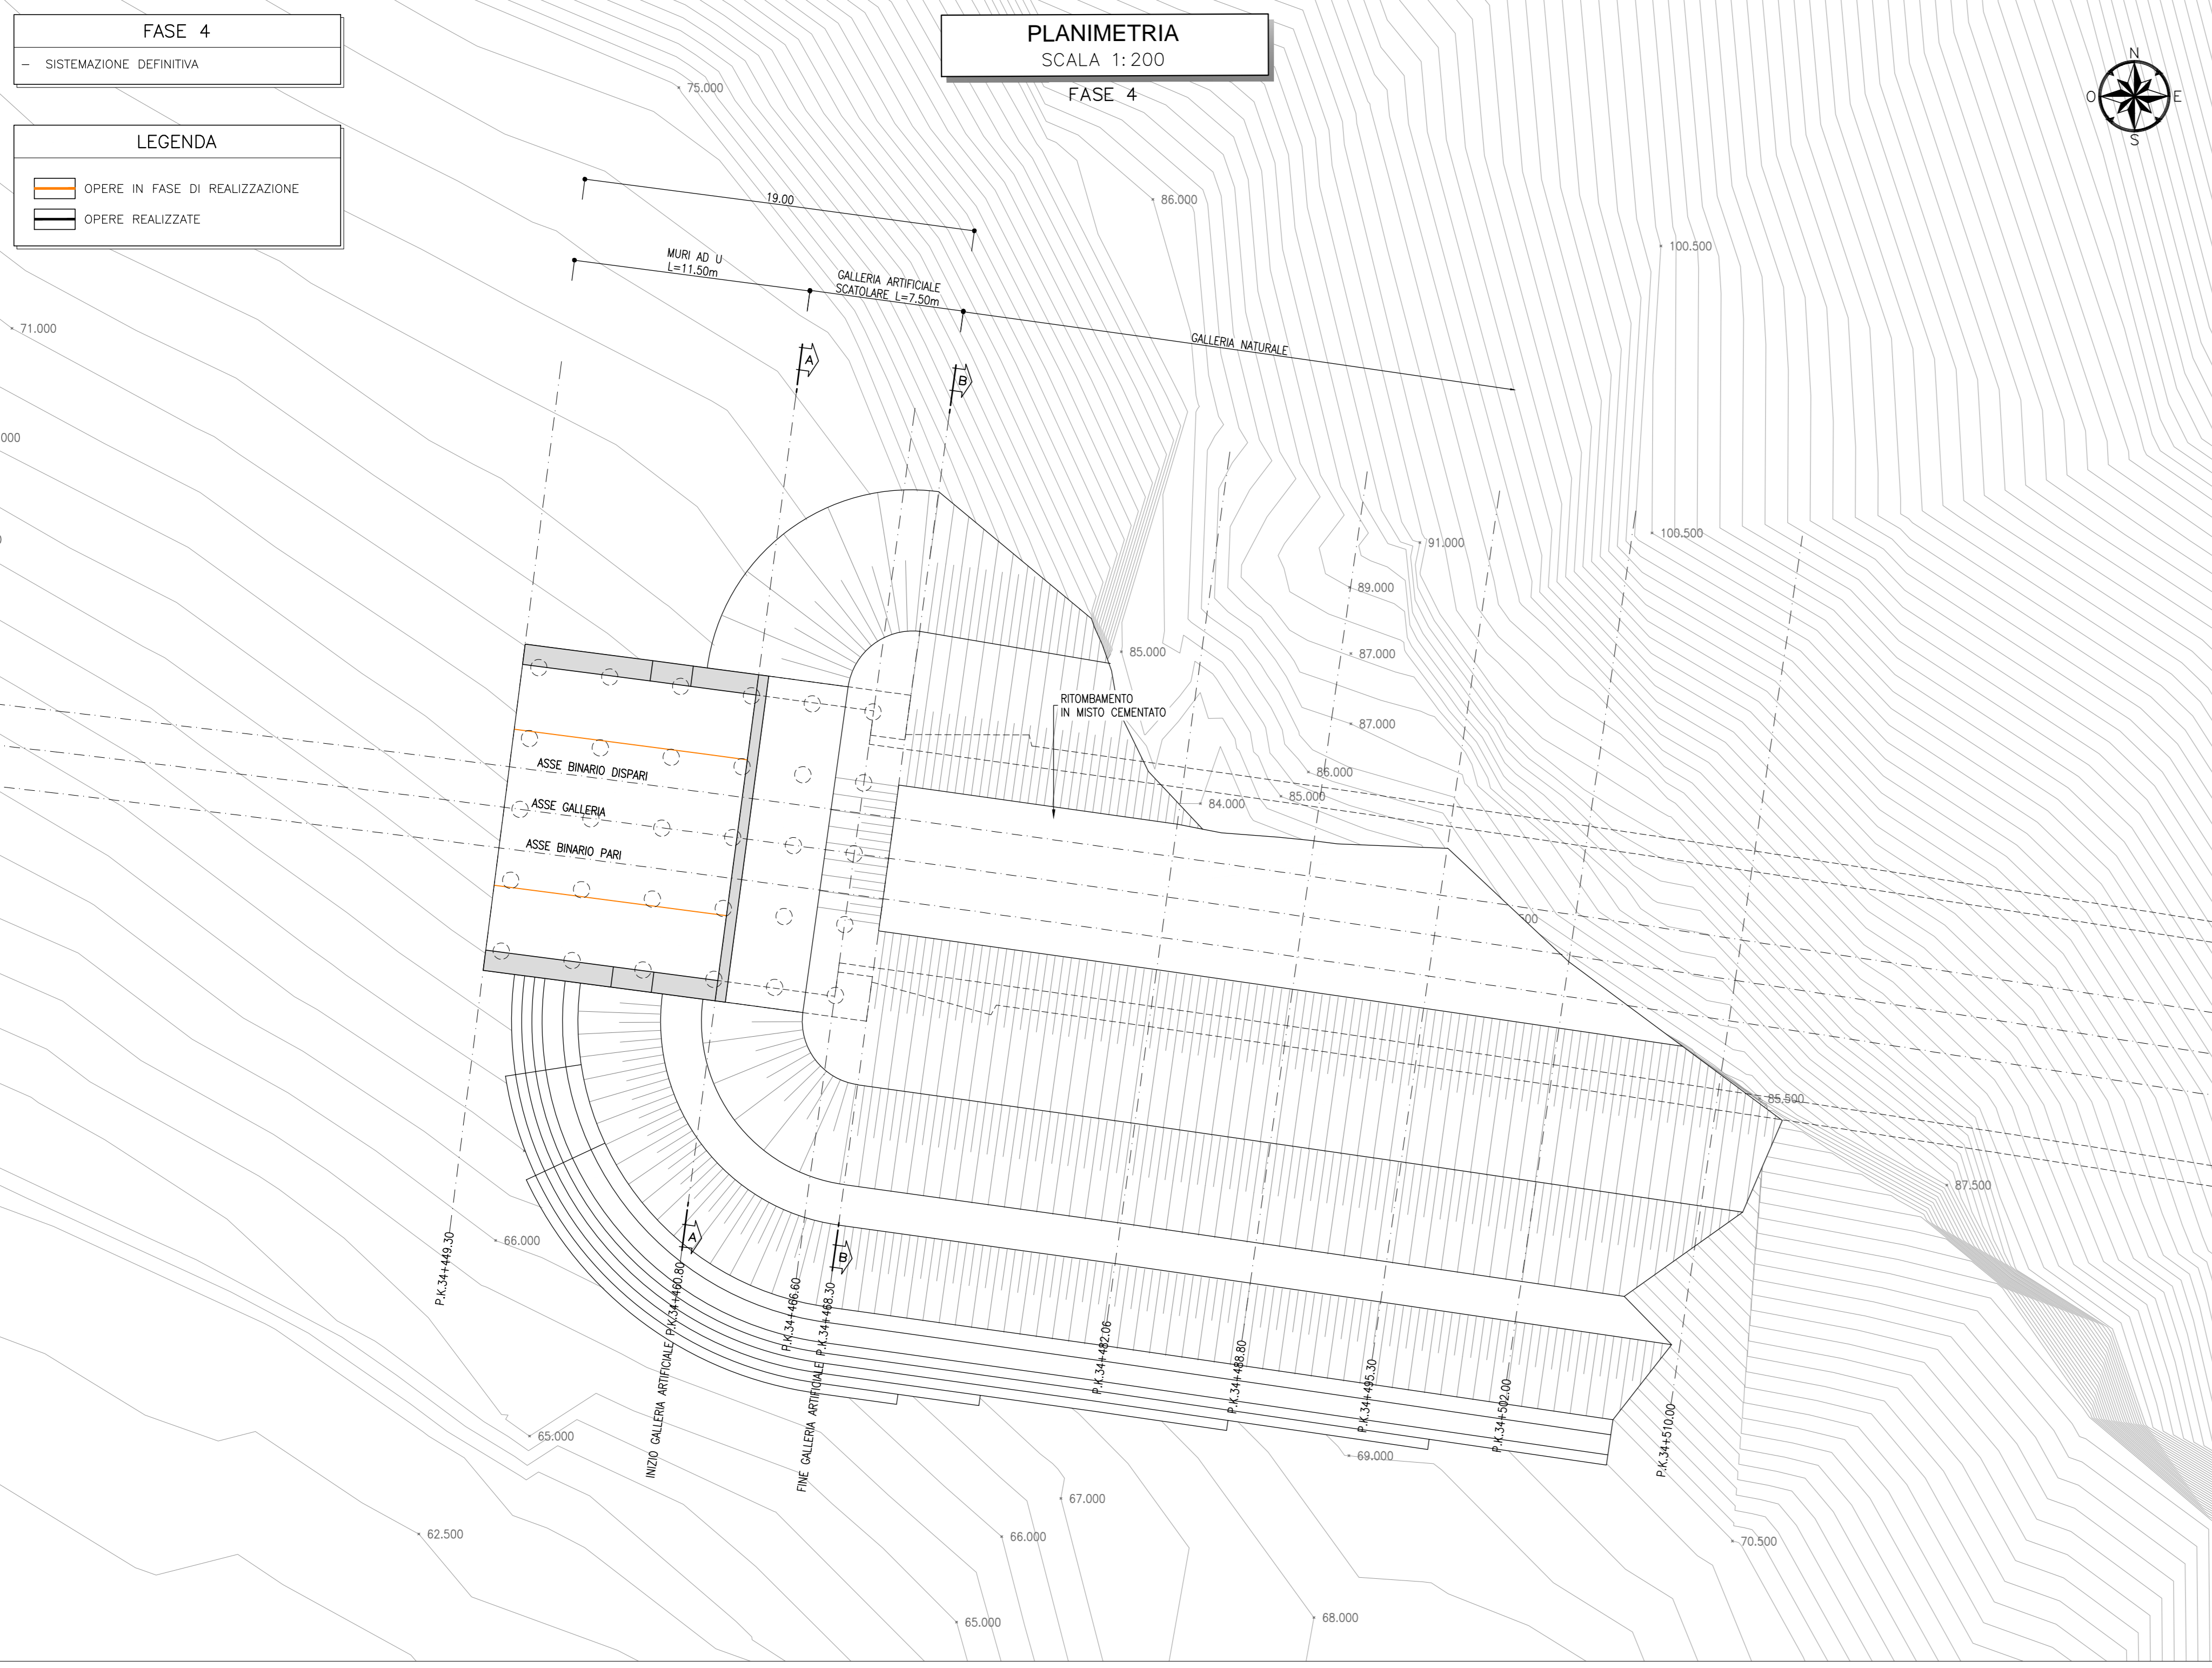 FASE 4
– SISTEMAZIONE DEFINITIVA
LEGENDA
OPERE IN FASE DI REALIZZAZIONE
OPERE REALIZZATE
PLANIMETRIA
SCALA 1:200
FASE 4
N
O
E
S
75.000
86.000
100.500
71.000
000
19.00
MURI AD U
L=11.50m
GALLERIA ARTIFICIALE
SCATOLARE L=7.50m
GALLERIA NATURALE
A
B
100.500
91.000
89.000
87.000
85.000
87.000
86.000
85.000
84.000
RITOMBAMENTO
IN MISTO CEMENTATO
ASSE BINARIO DISPARI
ASSE GALLERIA
ASSE BINARIO PARI
85.500
87.500
A
B
66.000
65.000
62.500
66.000
65.000
67.000
68.000
69.000
70.500
P.K.34+449.30
INIZIO GALLERIA ARTIFICIALE P.K.34+460.80
P.K.34+466.60
FINE GALLERIA ARTIFICIALE P.K.34+468.30
P.K.34+482.06
P.K.34+488.80
P.K.34+495.30
P.K.34+502.00
P.K.34+510.00